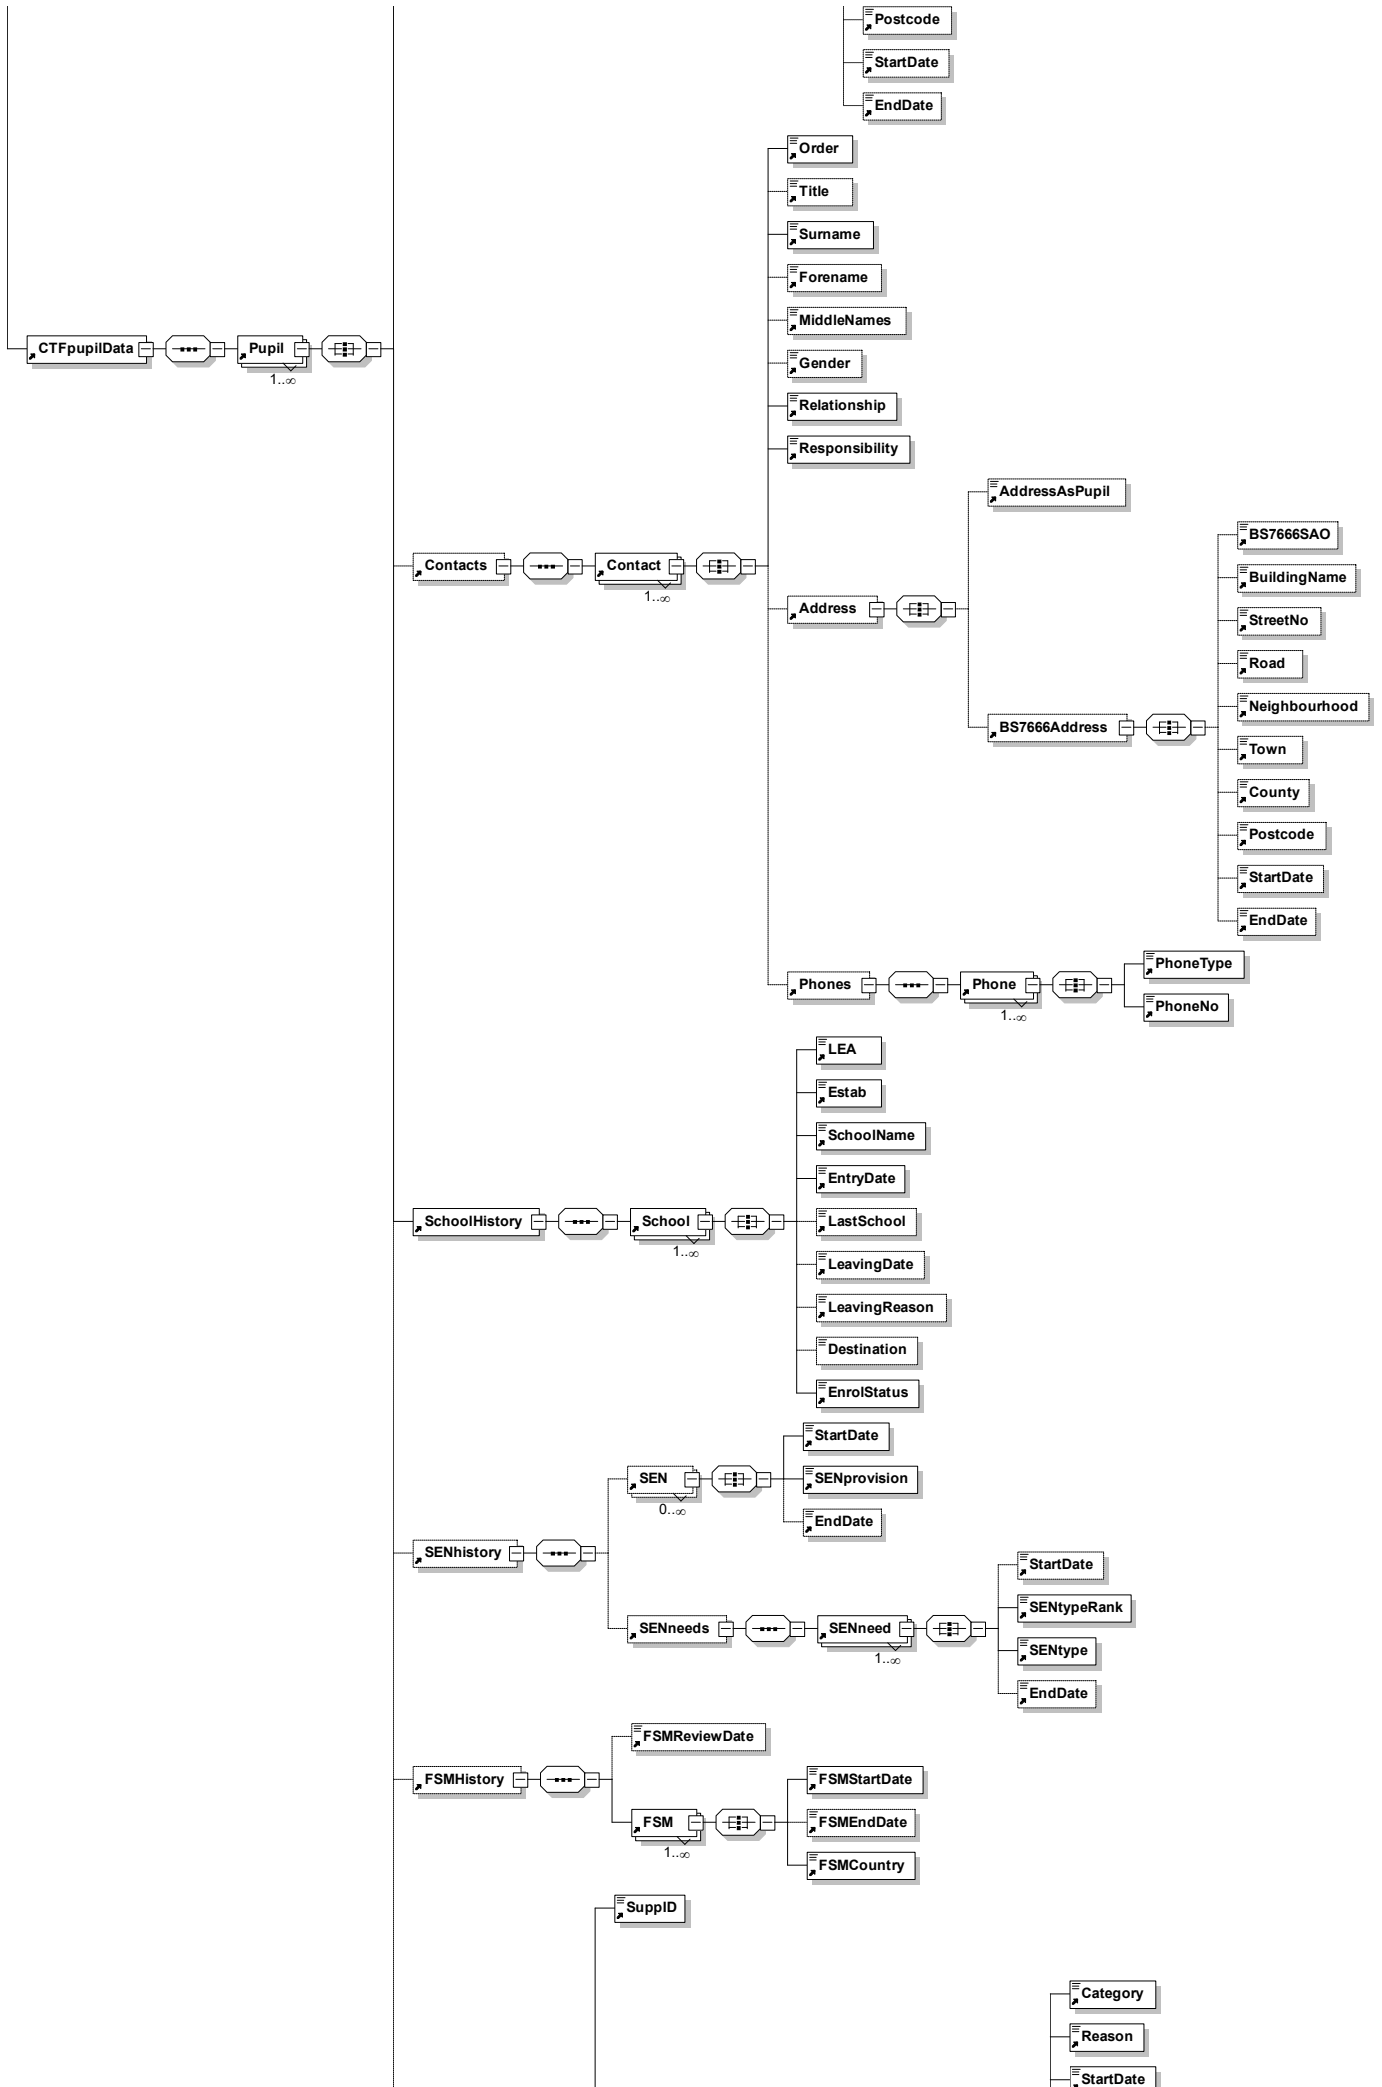 Postcode
StartDate
EndDate
Order
Title
Surname
Forename
MiddleNames
Gender
Relationship
Responsibility
CTFpupilData
Pupil
1..∞
Contacts
Contact
1..∞
Address
AddressAsPupil
BS7666Address
BS7666SAO
BuildingName
StreetNo
Road
Neighbourhood
Town
County
Postcode
StartDate
EndDate
Phones
Phone
1..∞
PhoneType
PhoneNo
SchoolHistory
School
1..∞
LEA
Estab
SchoolName
EntryDate
LastSchool
LeavingDate
LeavingReason
Destination
EnrolStatus
SENhistory
SEN
0..∞
StartDate
SENprovision
EndDate
SENneeds
SENneed
1..∞
StartDate
SENtypeRank
SENtype
EndDate
FSMHistory
FSMReviewDate
FSM
1..∞
FSMStartDate
FSMEndDate
FSMCountry
SuppID
Category
Reason
StartDate